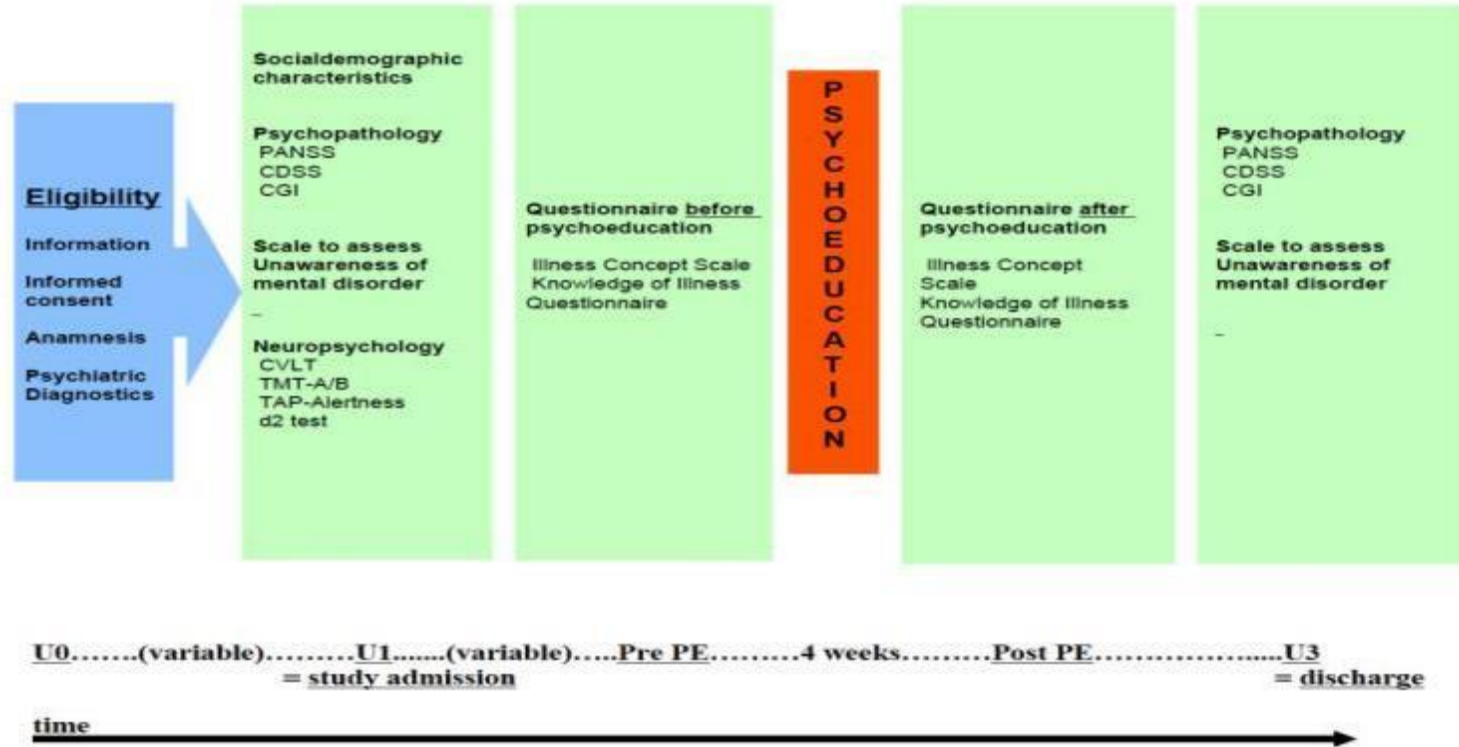 Eligibility
Information
Informed
consent
Anamnesis
Psychiatric
Diagnostics
Socialdemographic
characteristics
Psychopathology
PANSS
CDSS
CGI
Scale to assess
Unawareness of
mental disorder
–
Neuropsychology
CVLT
TMT-A/B
TAP-Alertness
d2 test
Questionnaire before
psychoeducation
Illness Concept Scale
Knowledge of Illness
Questionnaire
PSYCHOEDUCATION
Questionnaire after
psychoeducation
Illness Concept
Scale
Knowledge of Illness
Questionnaire
Psychopathology
PANSS
CDSS
CGI
Scale to assess
Unawareness of
mental disorder
–
U0…….(variable)………U1.......(variable)…..Pre PE………4 weeks………Post PE…………….....U3
= study admission = discharge
time